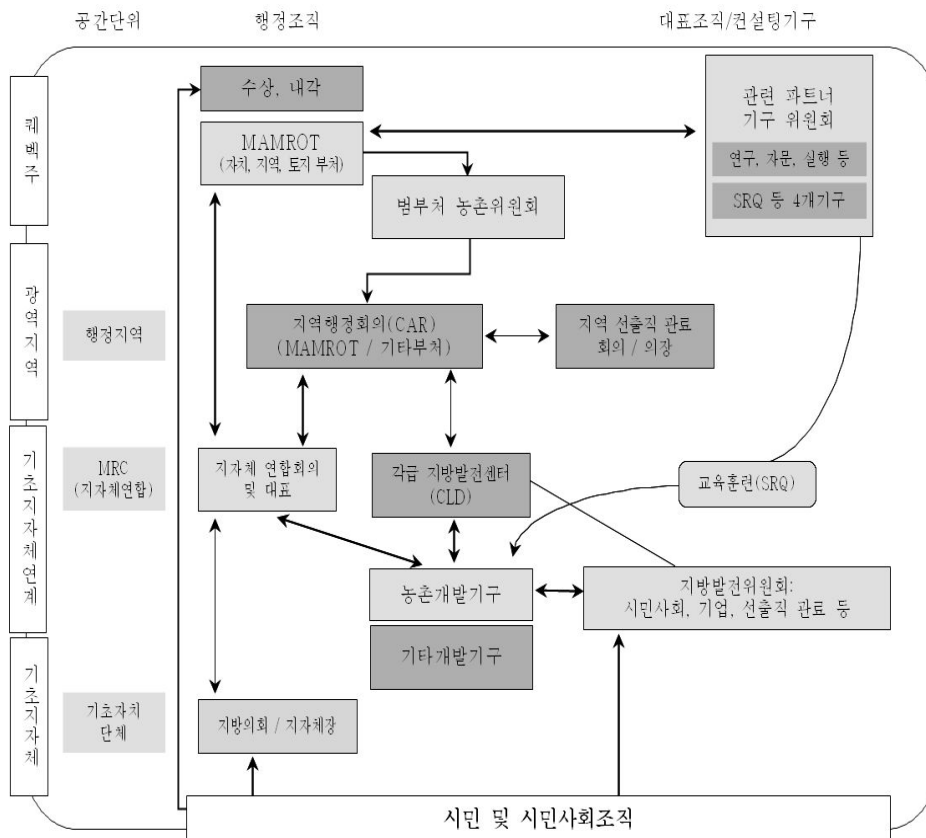 공간단위
행정조직
대표조직/컨설팅기구
퀘벡주
수상, 내각
MAMROT
(자치, 지역, 토지 부처)
범부처 농촌위원회
관련 파트너
기구 위원회
연구, 자문, 실행 등
SRQ 등 4개기구
광역지역
행정지역
지역행정회의(CAR)
(MAMROT / 기타부처)
지역 선출직 관료
회의 / 의장
기초지자체연계
MRC
(지자체연합)
지자체 연합회의
및 대표
각급 지방발전센터
(CLD)
교육훈련(SRQ)
농촌개발기구
지방발전위원회:
시민사회, 기업, 선출직 관료 등
기타개발기구
기초지자체
기초자치
단체
지방의회 / 지자체장
시민 및 시민사회조직